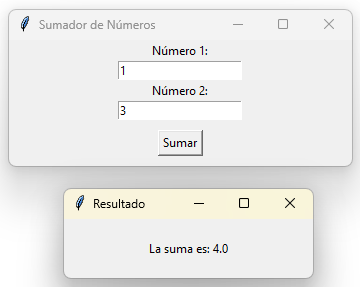 Sumador de Números
Número 1:
1
Número 2:
3
Sumar
Resultado
La suma es: 4.0